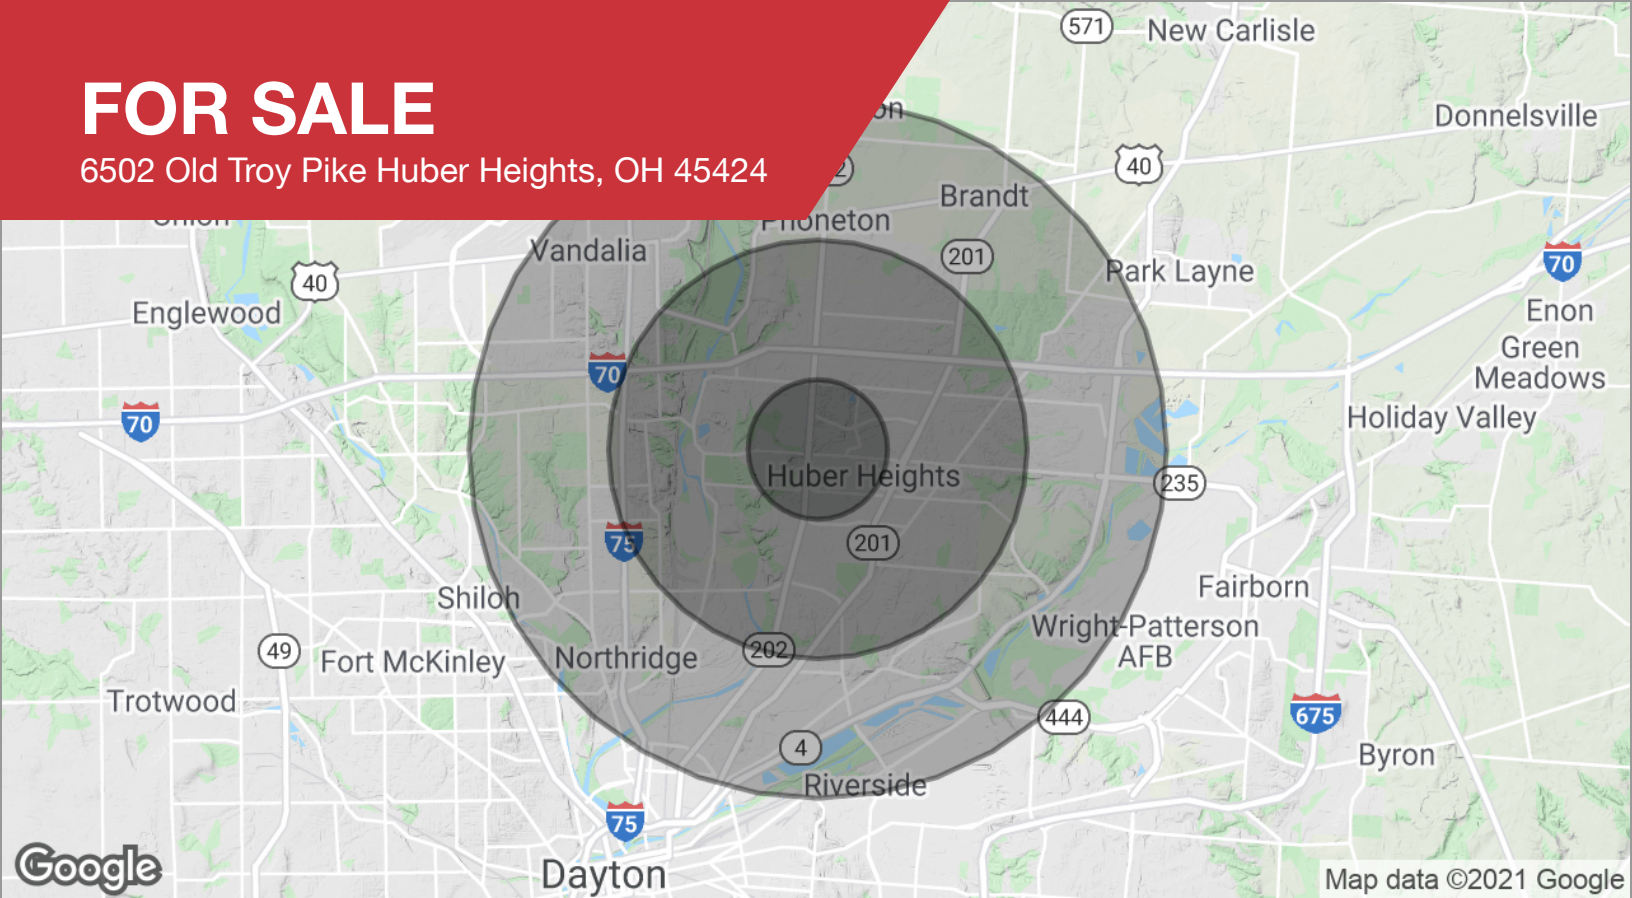 FOR SALE
6502 Old Troy Pike Huber Heights, OH 45424
571
New Carlisle
Donnelsville
40
Brandt
Phoneton
201
Vandalia
Park Layne
70
40
Englewood
Enon
Green
Meadows
70
70
Holiday Valley
Huber Heights
235
201
75
Shiloh
Fairborn
Wright-Patterson
AFB
49
Fort McKinley
Northridge
202
Trotwood
444
675
4
Byron
Riverside
75
Dayton
Google
Map data ©2021 Google